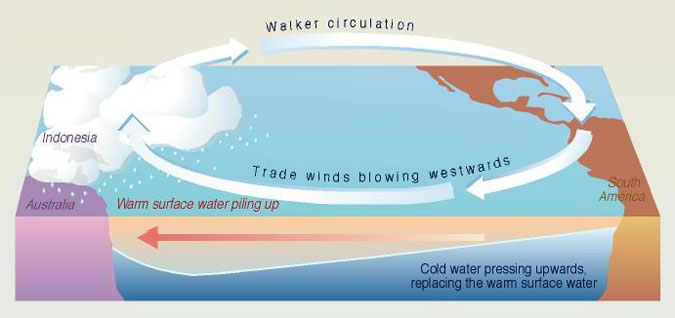 Walker circulation
Indonesia
Trade winds blowing westwards
South
America
Australia
Warm surface water piling up
Cold water pressing upwards,
replacing the warm surface water